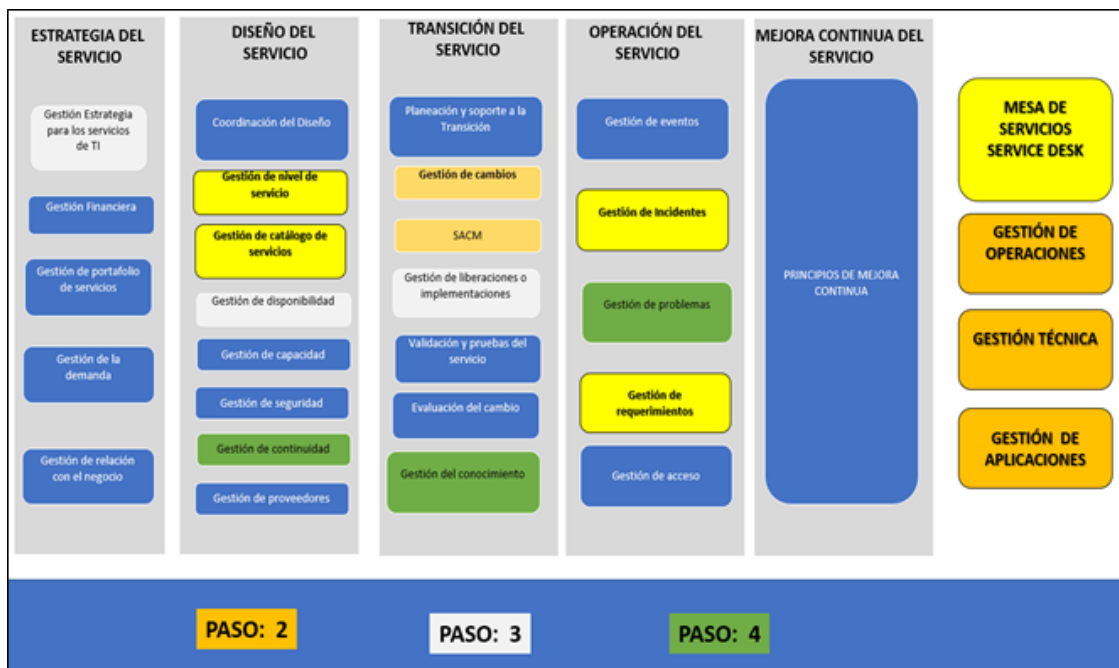 ESTRATEGIA DEL
SERVICIO
Gestión Estrategia
para los servicios
de TI
Gestión Financiera
Gestión de portafolio
de servicios
Gestión de la
demanda
Gestión de relación
con el negocio
DISEÑO DEL
SERVICIO
Coordinación del Diseño
Gestión de nivel de
servicio
Gestión de catálogo de
servicios
Gestión de disponibilidad
Gestión de capacidad
Gestión de seguridad
Gestión de continuidad
Gestión de proveedores
TRANSICIÓN DEL
SERVICIO
Planeación y soporte a la
Transición
Gestión de cambios
SACM
Gestión de liberaciones o
implementaciones
Validación y pruebas del
servicio
Evaluación del cambio
Gestión del conocimiento
OPERACIÓN DEL
SERVICIO
Gestión de eventos
Gestión de Incidentes
Gestión de problemas
Gestión de
requerimientos
Gestión de acceso
MEJORA CONTINUA DEL
SERVICIO
PRINCIPIOS DE MEJORA
CONTINUA
MESA DE
SERVICIOS
SERVICE DESK
GESTIÓN DE
OPERACIONES
GESTIÓN TÉCNICA
GESTIÓN DE
APLICACIONES
PASO: 2
PASO: 3
PASO: 4